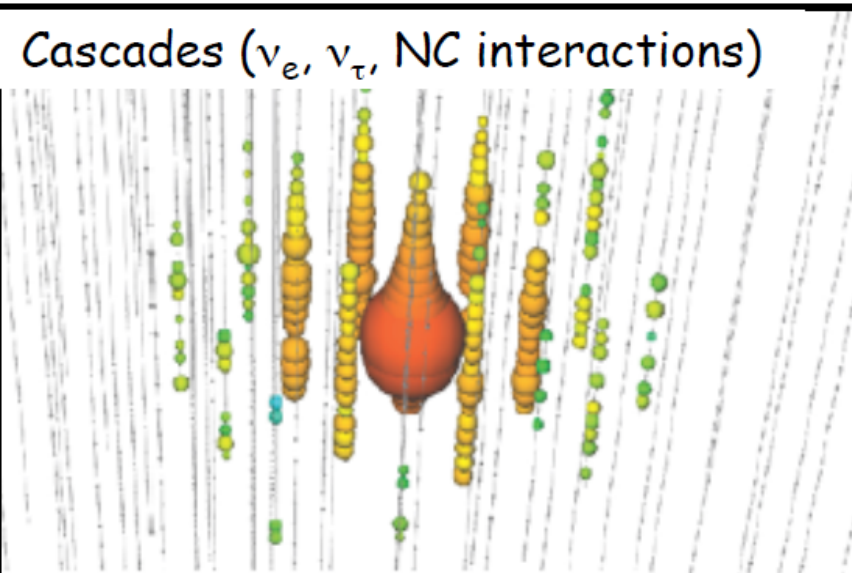 Cascades (νe, ντ, NC interactions)